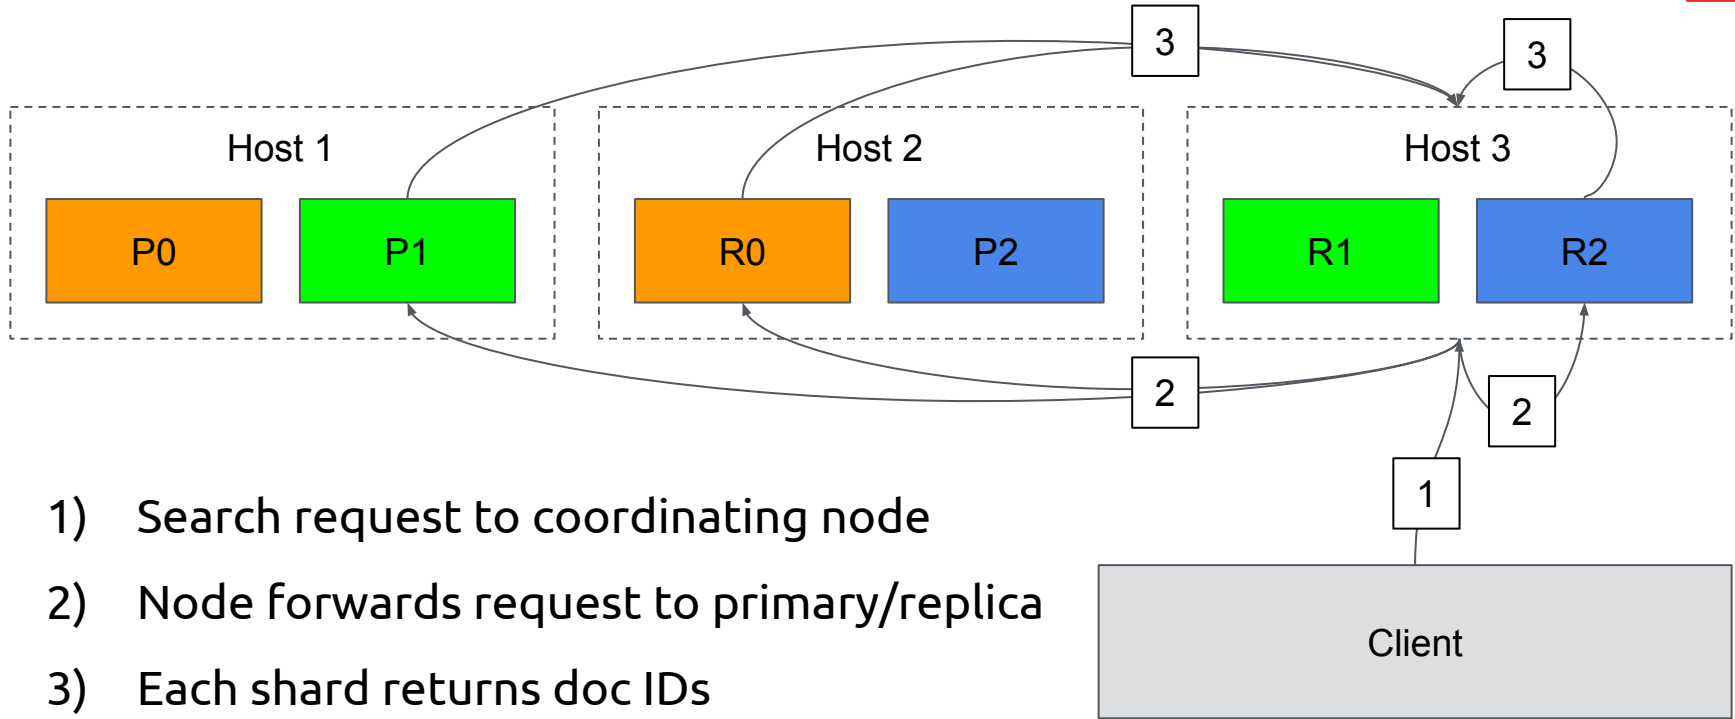 3
3
Host 1
Host 2
Host 3
P0
P1
R0
P2
R1
R2
2
2
1
1) Search request to coordinating node
2) Node forwards request to primary/replica
3) Each shard returns doc IDs
Client